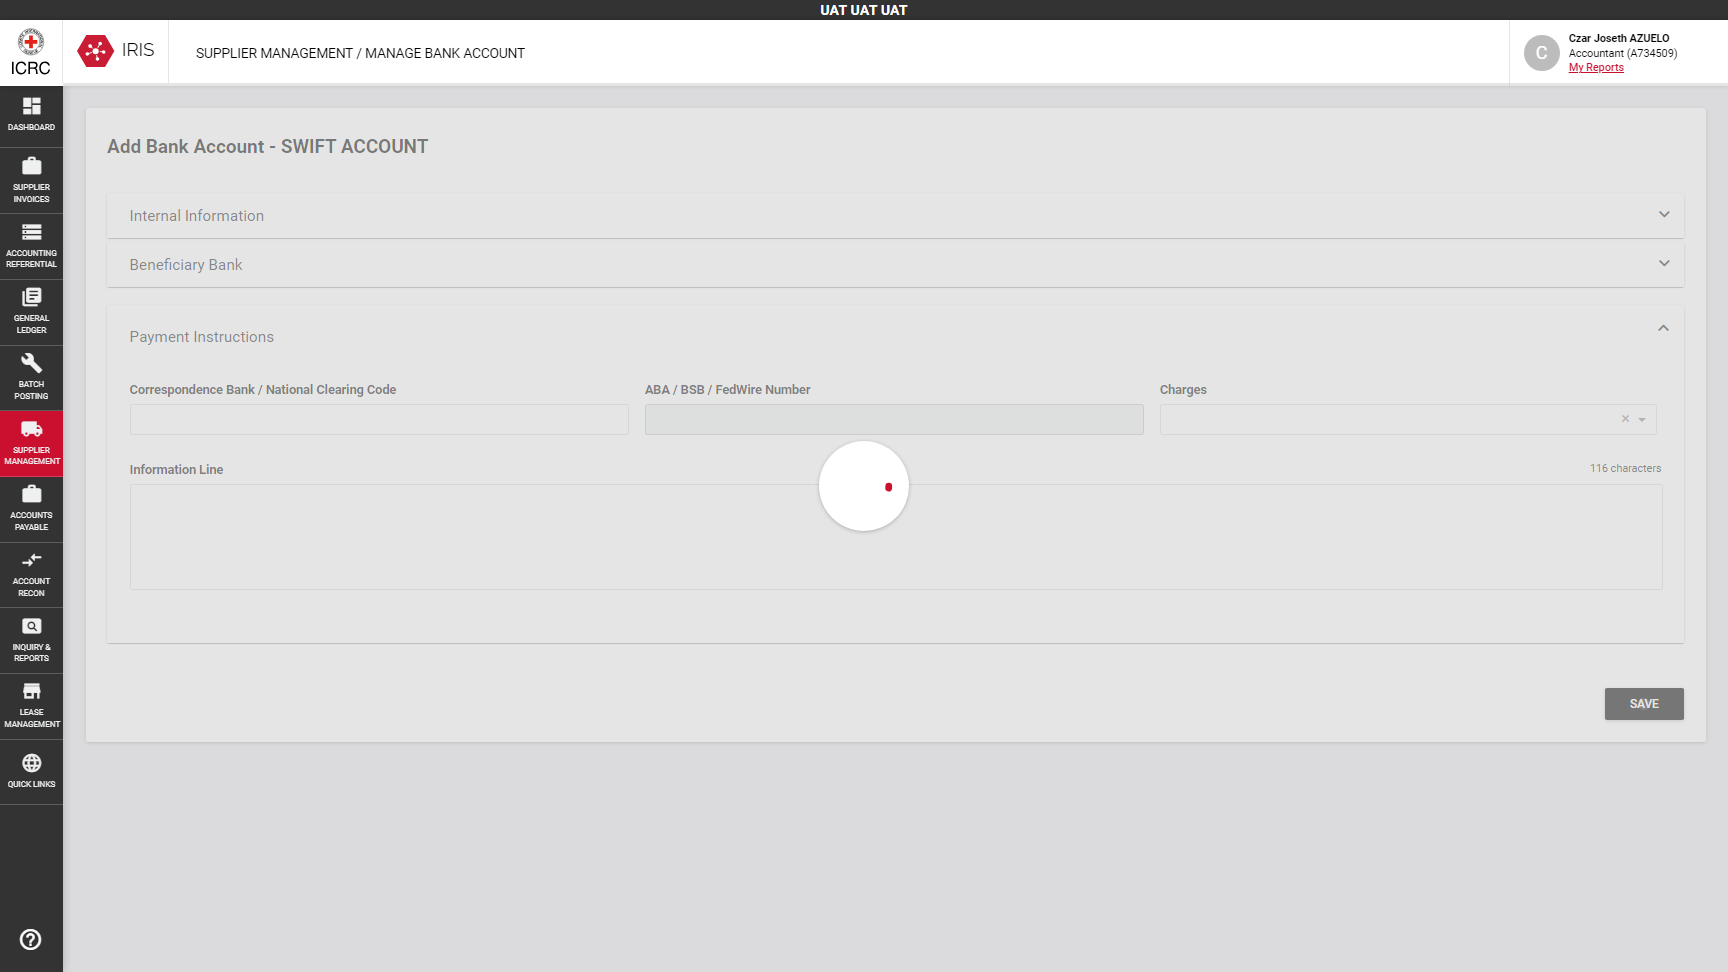 UAT UAT UAT
ICRC
IRIS
SUPPLIER MANAGEMENT / MANAGE BANK ACCOUNT
C
Czar Joseth AZUELO
Accountant (A734509)
My Reports
DASHBOARD
SUPPLIER
INVOICES
ACCOUNTING
REFERENTIAL
GENERAL
LEDGER
BATCH
POSTING
SUPPLIER
MANAGEMENT
ACCOUNTS
PAYABLE
ACCOUNT
RECON
INQUIRY &
REPORTS
LEASE
MANAGEMENT
QUICK LINKS
Add Bank Account - SWIFT ACCOUNT
Internal Information
Beneficiary Bank
Payment Instructions
Correspondence Bank / National Clearing Code
ABA / BSB / FedWire Number
Charges
Information Line
116 characters
SAVE